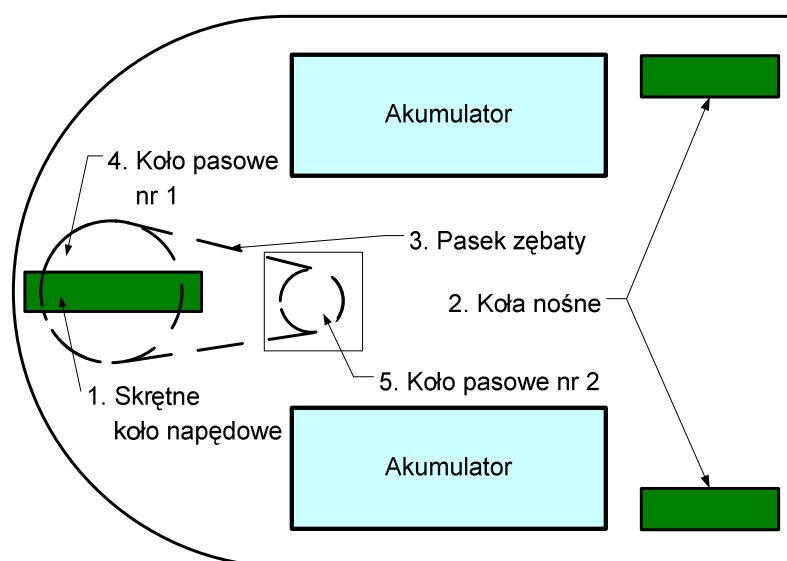 Akumulator
4. Koło pasowe
nr 1
3. Pasek zębaty
2. Koła nośne
5. Koło pasowe nr 2
1. Skrętne
koło napędowe
Akumulator